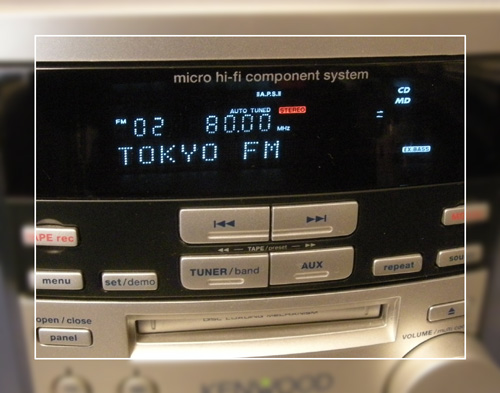 micro hi-fi component system
A.P.S.
CD
AUTO TUNED STEREO
MD
FM 02 80.00 MHz
TOKYO FM
EX.BASS
TAPE rec
TAPE/preset
menu
set/demo
TUNER/band
AUX
repeat
open / close
panel
VOLUME /
KENWOOD